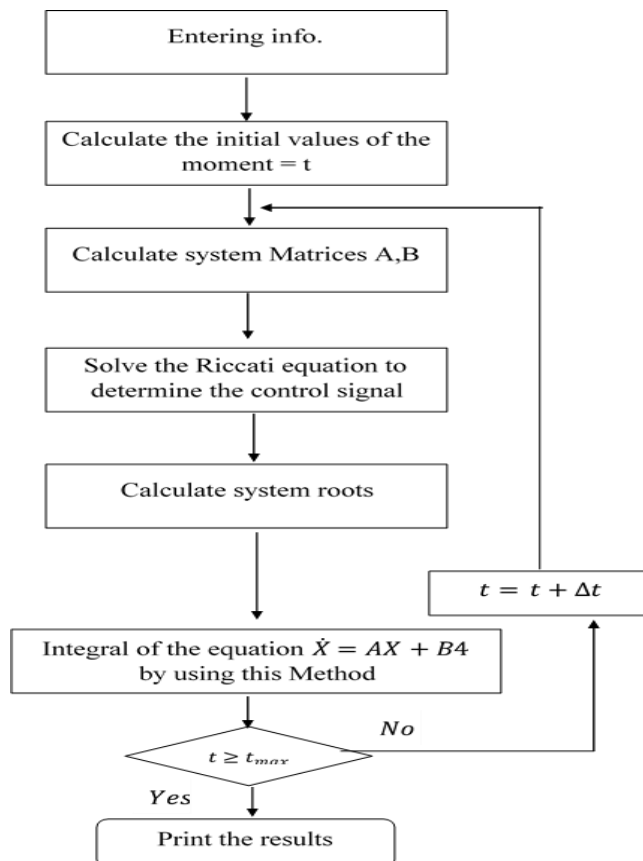 Entering info.
Calculate the initial values of the
moment = t
Calculate system Matrices A,B
Solve the Riccati equation to
determine the control signal
Calculate system roots
t = t + Δt
Integral of the equation Ẋ = AX + B4
by using this Method
No
t ≥ t_max
Yes
Print the results